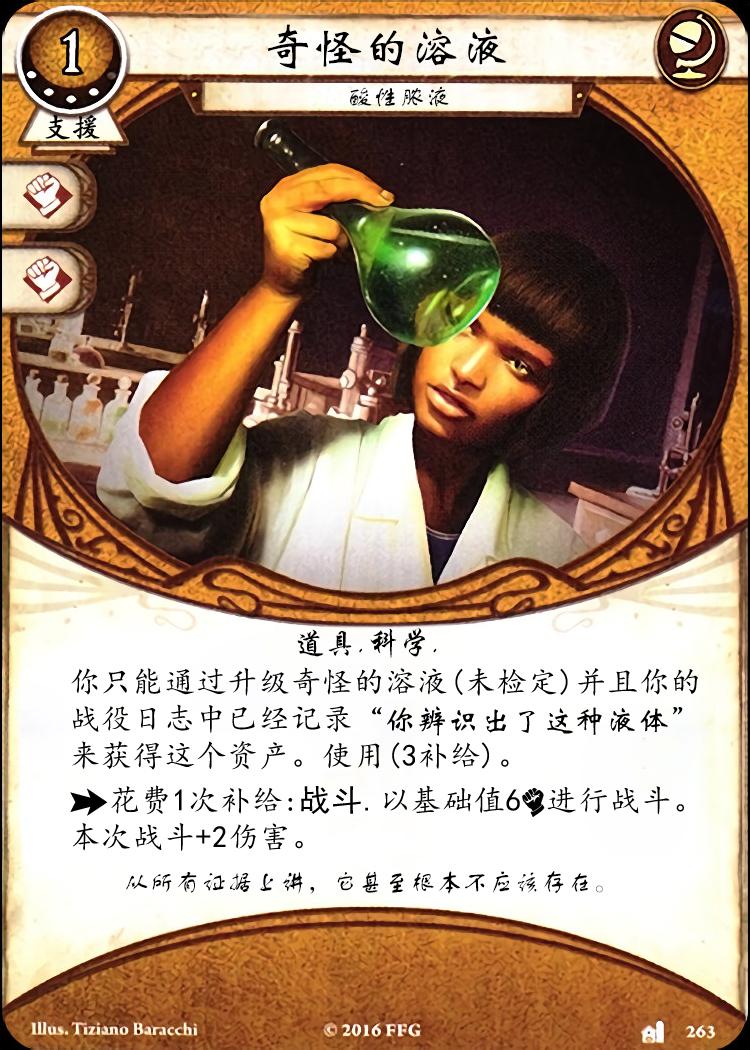 1
奇怪的溶液
酸性脓液
支援
道具.科学.
你只能通过升级奇怪的溶液(未检定)并且你的
战役日志中已经记录“你辨识出了这种液体”
来获得这个资产。使用(3补给)。
花费1次补给:战斗.以基础值6进行战斗。
本次战斗+2伤害。
从所有证据上讲，它甚至根本不应该存在。
Illus. Tiziano Baracchi
© 2016 FFG
263